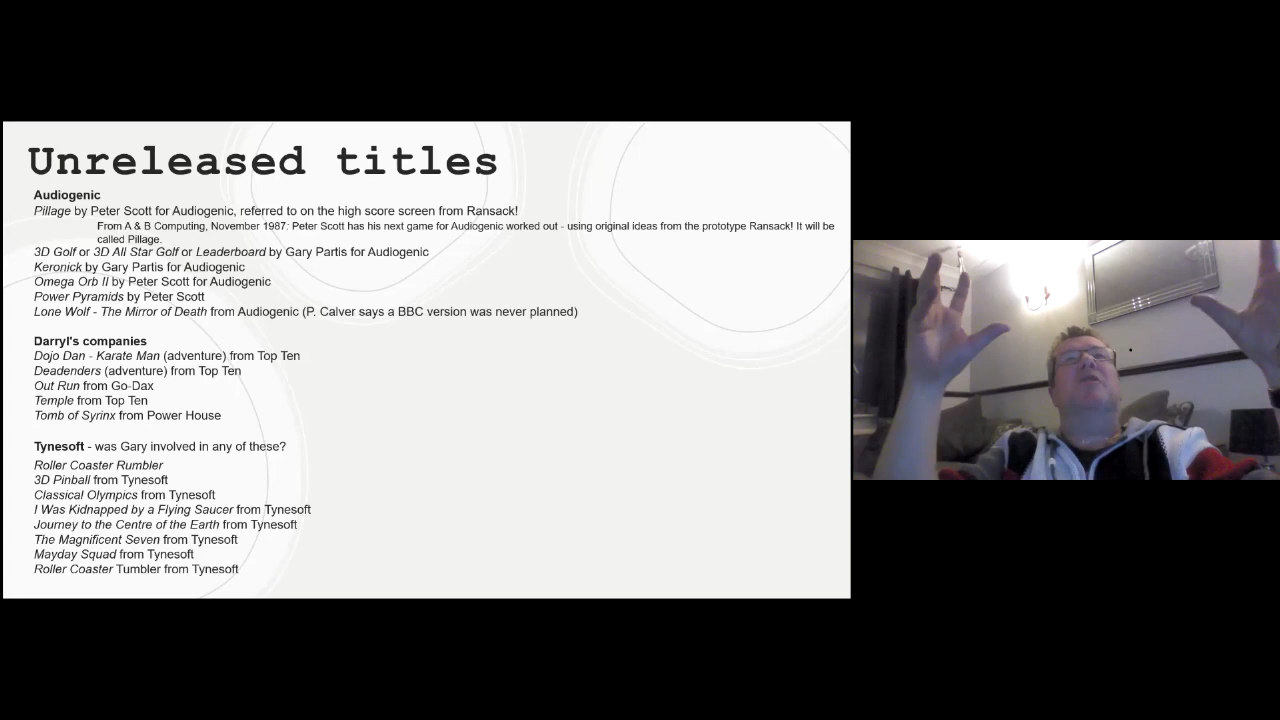 Unreleased titles
Audiogenic
Pillage by Peter Scott for Audiogenic, referred to on the high score screen from Ransack!
From A & B Computing, November 1987: Peter Scott has his next game for Audiogenic worked out - using original ideas from the prototype Ransack! It will be
called Pillage.
3D Golf or 3D All Star Golf or Leaderboard by Gary Partis for Audiogenic
Keronick by Gary Partis for Audiogenic
Omega Orb II by Peter Scott for Audiogenic
Power Pyramids by Peter Scott
Lone Wolf - The Mirror of Death from Audiogenic (P. Calver says a BBC version was never planned)
Darryl's companies
Dojo Dan - Karate Man (adventure) from Top Ten
Deadenders (adventure) from Top Ten
Out Run from Go-Dax
Temple from Top Ten
Tomb of Syrinx from Power House
Tynesoft - was Gary involved in any of these?
Roller Coaster Rumbler
3D Pinball from Tynesoft
Classical Olympics from Tynesoft
I Was Kidnapped by a Flying Saucer from Tynesoft
Journey to the Centre of the Earth from Tynesoft
The Magnificent Seven from Tynesoft
Mayday Squad from Tynesoft
Roller Coaster Tumbler from Tynesoft